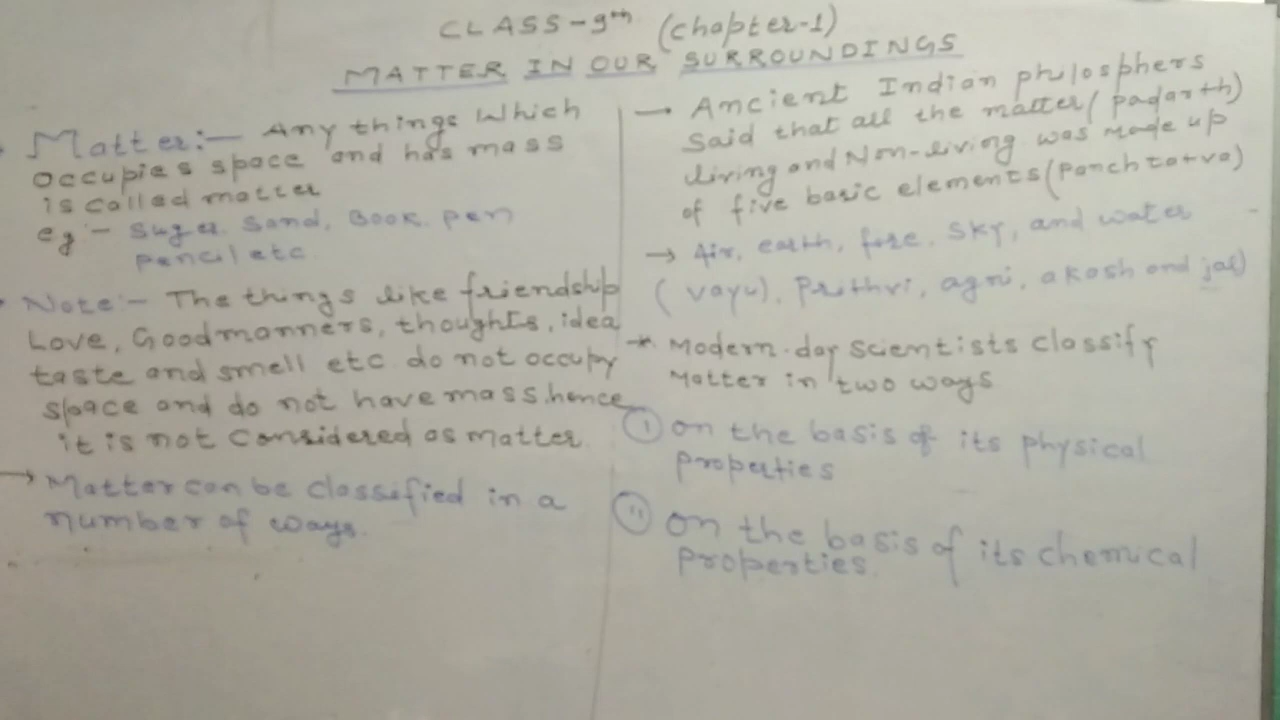 CLASS-9th (chapter-1)
MATTER IN OUR SURROUNDINGS
Matter:- Any things which
occupies space and has mass
is called matter
eg:- Suger, Sand, Book, pen
pencil etc
Note:- The things like friendship
Love, Good manners, thoughts, idea
taste and smell etc do not occupy
space and do not have mass. hence
it is not considered as matter.
→ Matter can be classified in a
number of ways.
→ Ancient Indian philosphers
Said that all the matter (padarth)
living and Non-living was made up
of five basic elements (Panch tatva)
→ Air, earth, fire, sky, and water
(vayu), Prithvi, agni, akash and jal)
* Modern-day scientists classify
Matter in two ways
(i) on the basis of its physical
properties
(ii) on the basis of its chemical
properties.